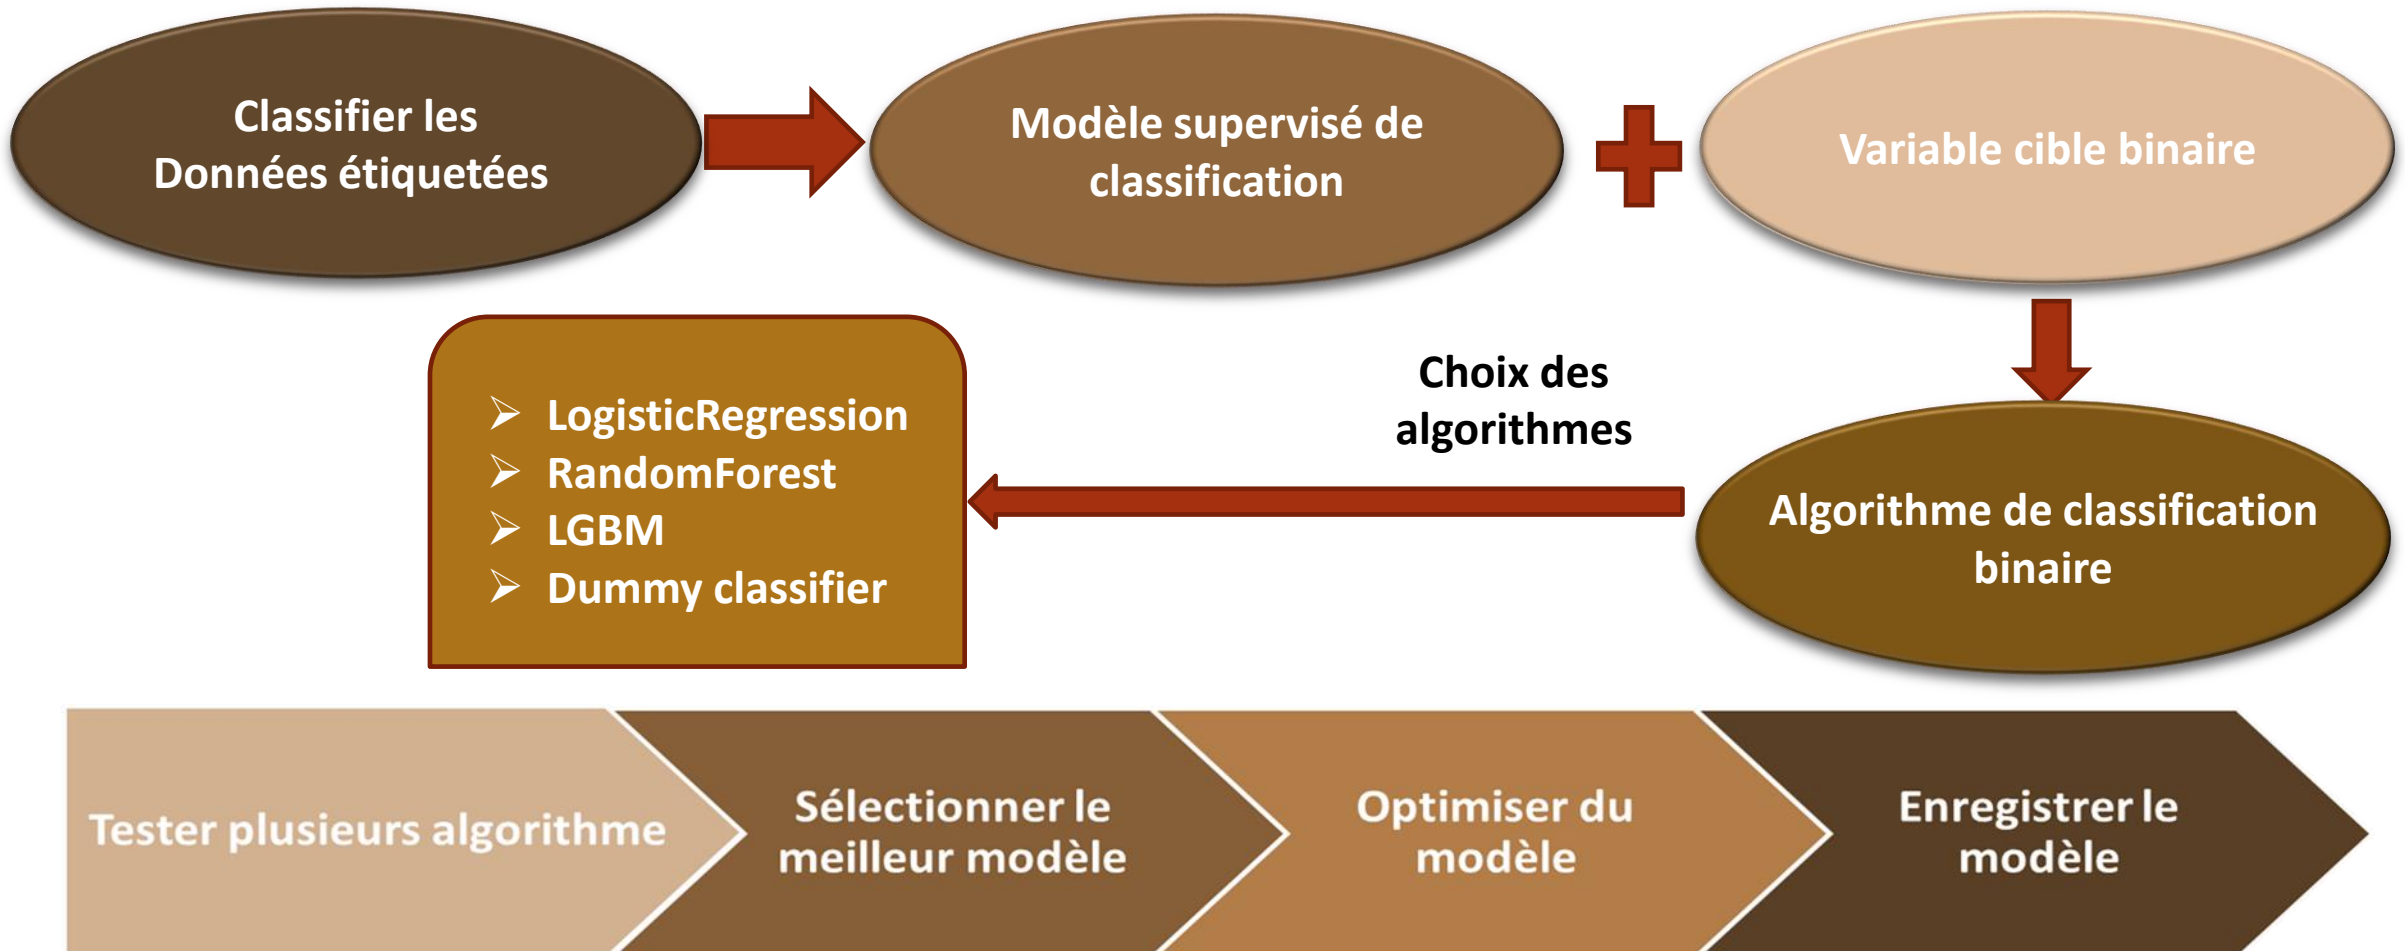 Classifier les
Données étiquetées
Modèle supervisé de
classification
Variable cible binaire
Choix des
algorithmes
Algorithme de classification
binaire
LogisticRegression
RandomForest
LGBM
Dummy classifier
Tester plusieurs algorithme
Sélectionner le
meilleur modèle
Optimiser du
modèle
Enregistrer le
modèle